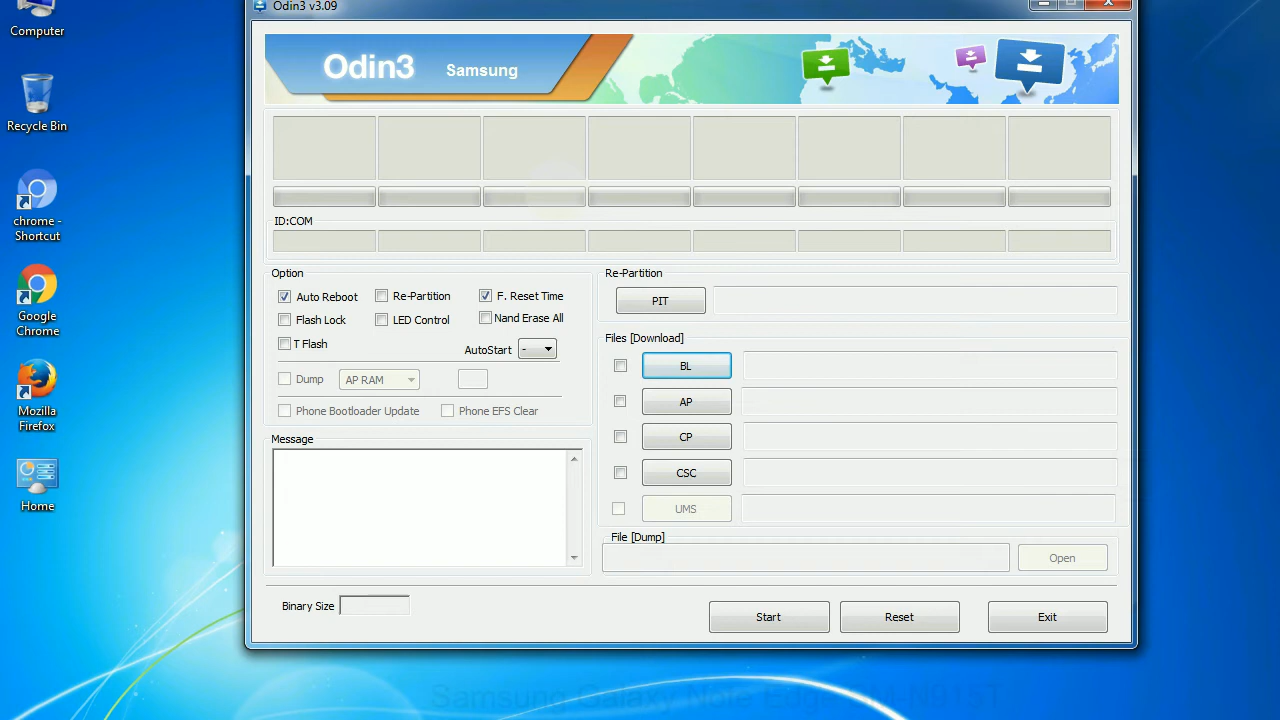 Odin3 v3.09
Computer
Recycle Bin
chrome -
Shortcut
Google
Chrome
Mozilla
Firefox
Home
Odin3
Samsung
ID:COM
Option
Auto Reboot
Re-Partition
F. Reset Time
Flash Lock
LED Control
Nand Erase All
T Flash
AutoStart
-
Dump
AP RAM
Phone Bootloader Update
Phone EFS Clear
Message
Re-Partition
PIT
Files [Download]
BL
AP
CP
CSC
UMS
File [Dump]
Open
Binary Size
Start
Reset
Exit
Samsung Galaxy Note Edge SM-N915T